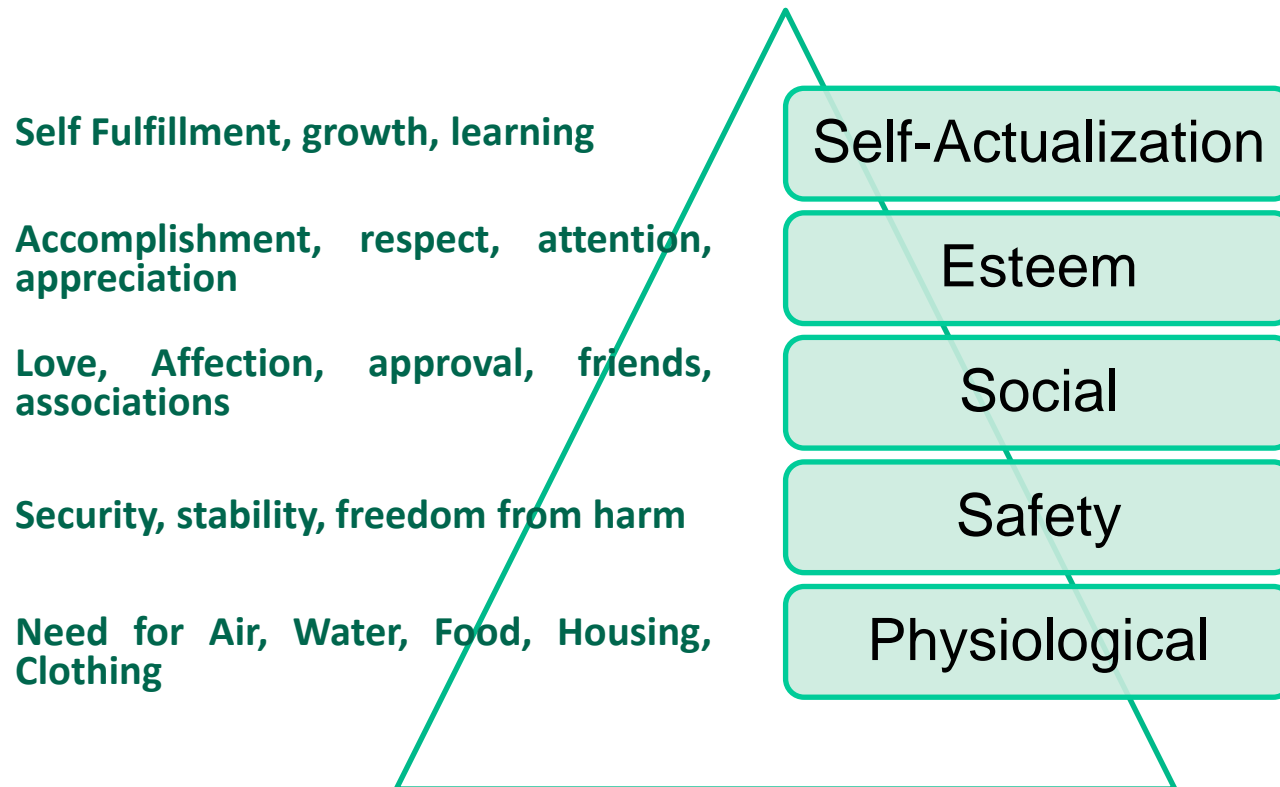 Self Fulfillment, growth, learning
Self-Actualization
Accomplishment, respect, attention,
appreciation
Esteem
Love, Affection, approval, friends,
associations
Social
Security, stability, freedom from harm
Safety
Need for Air, Water, Food, Housing,
Clothing
Physiological